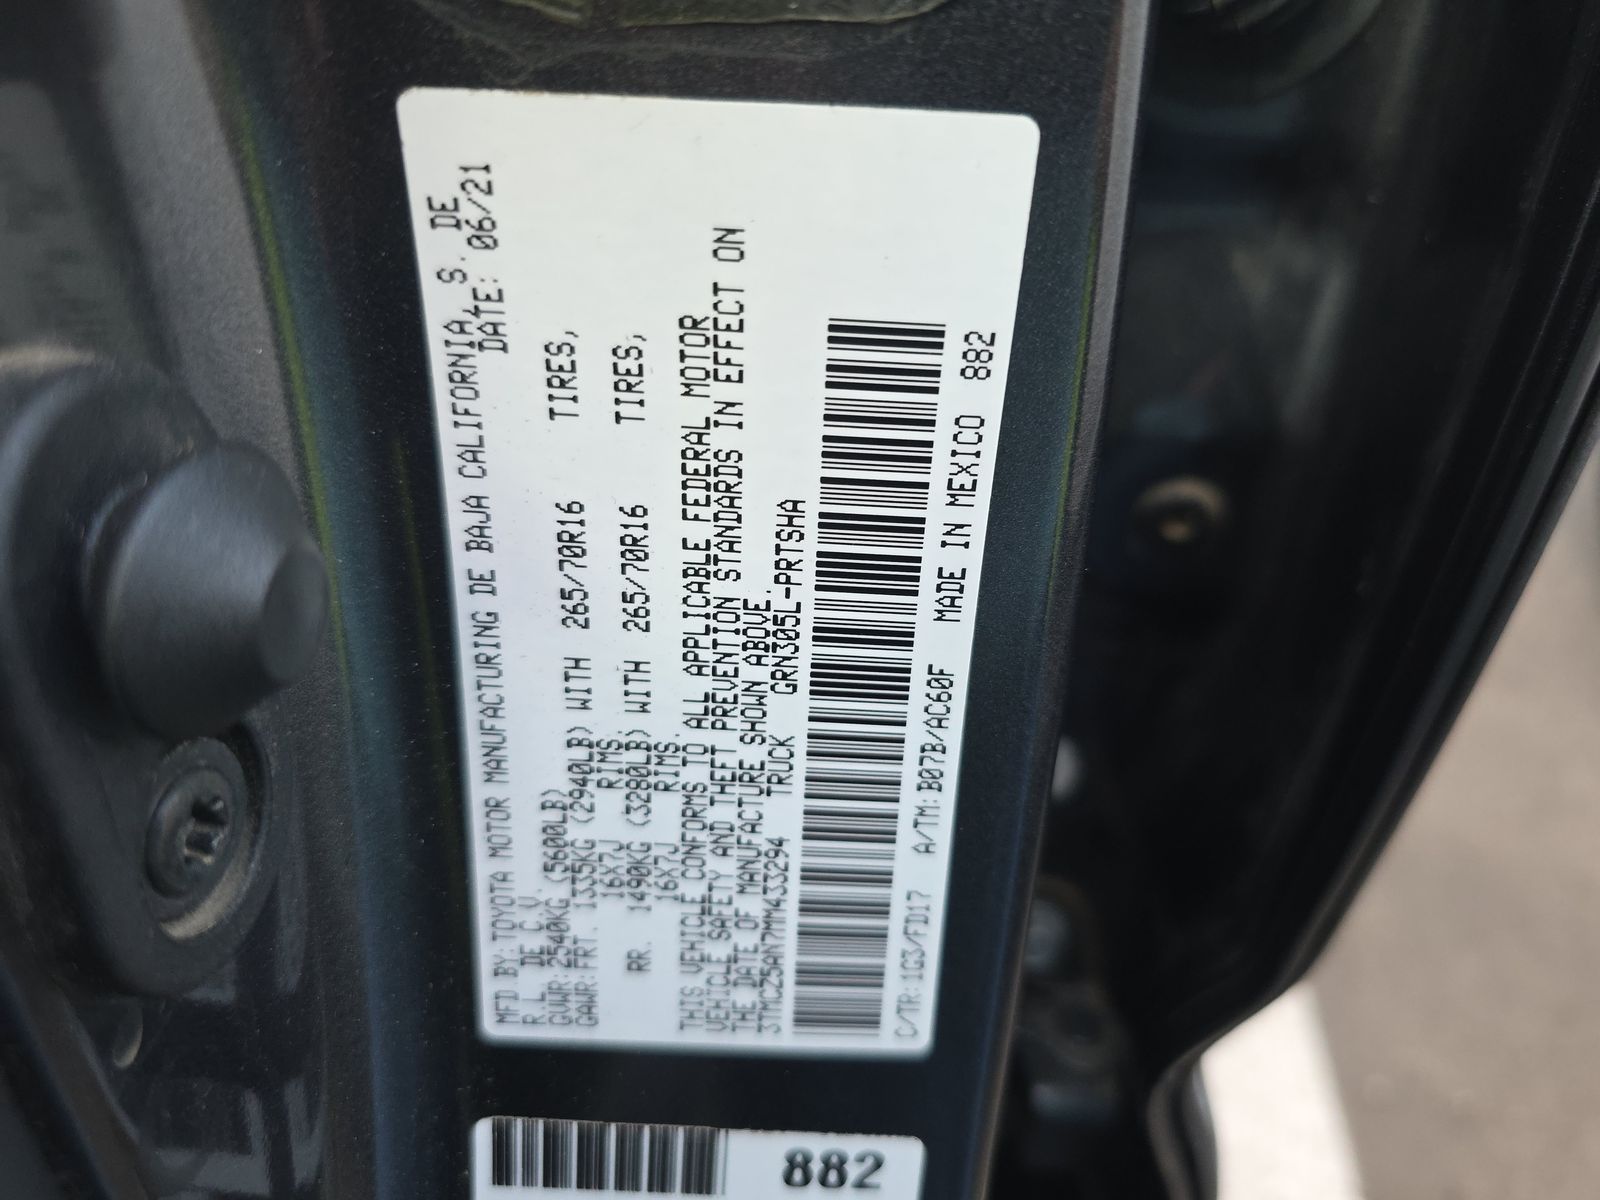 MFD BY: TOYOTA MOTOR MANUFACTURING DE BAJA CALIFORNIA, S. DE
R.L. DE C.V. DATE: 06/21
GVWR: 2540KG (5600LB)
GAWR: FRT. 1335KG (2940LB) WITH 265/70R16 TIRES,
16X7J RIMS.
RR. 1490KG (3280LB) WITH 265/70R16 TIRES,
16X7J RIMS.
THIS VEHICLE CONFORMS TO ALL APPLICABLE FEDERAL MOTOR
VEHICLE SAFETY AND THEFT PREVENTION STANDARDS IN EFFECT ON
THE DATE OF MANUFACTURE SHOWN ABOVE.
3TMCZ5AN7MM433294 TRUCK GRN305L-PRTSHA
C/TR: 1G3/FD17 A/TM: B07B/AC60F MADE IN MEXICO 882
882